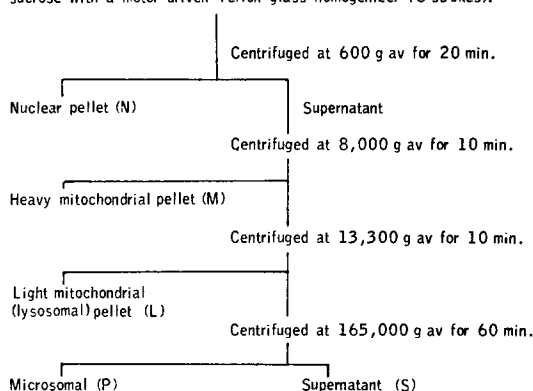 sucrose with a motor driven Teflon glass homogenizer strokes).
Centrifuged at 600 g av for 20 min.
Nuclear pellet (N)
Supernatant
Centrifuged at 8,000 g av for 10 min.
Heavy mitochondrial pellet (M)
Centrifuged at 13,300 g av for 10 min.
Light mitochondrial
(lysosomal) pellet (L)
Centrifuged at 165,000 g av for 60 min.
Microsomal (P)
Supernatant (S)